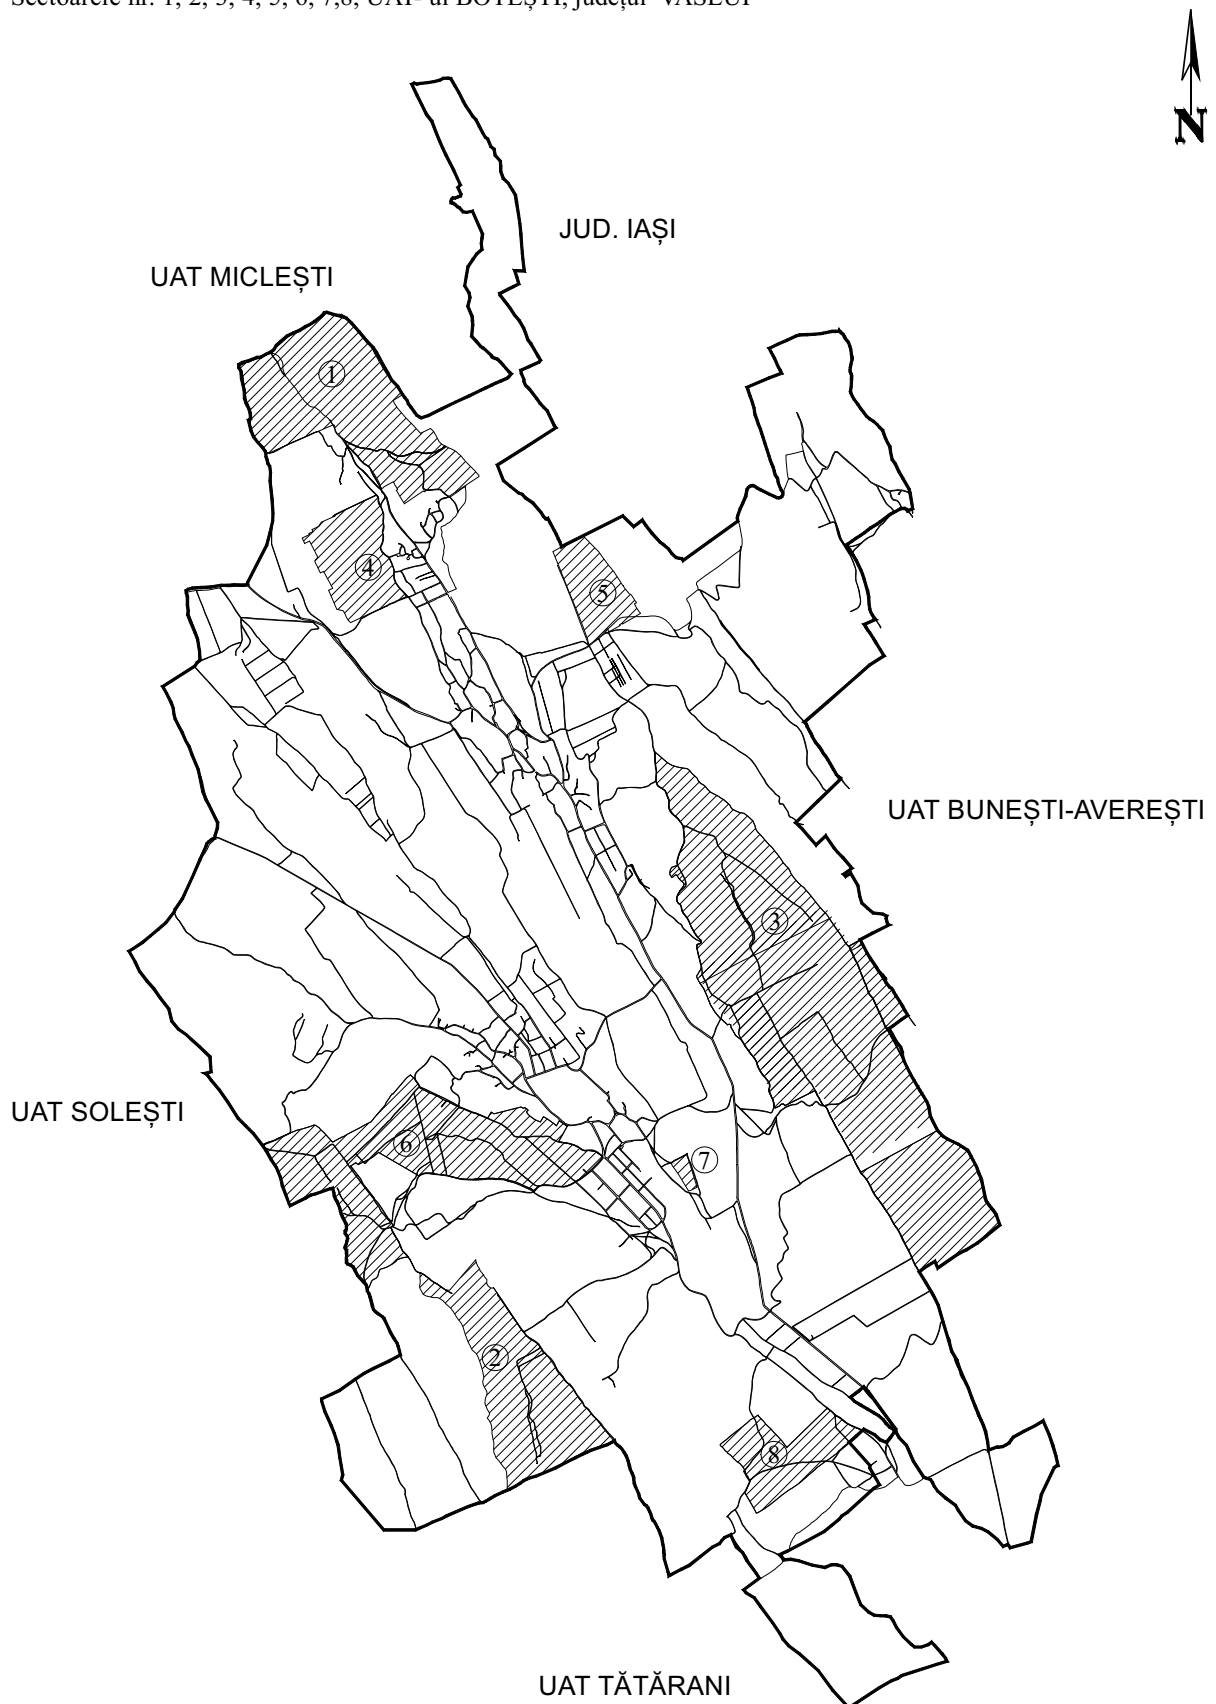 Sectoarele nr. 1, 2, 3, 4, 5, 6, 7,8, UAT- ul BOȚEȘTI, județul VASLUI
N
JUD. IAȘI
UAT MICLEȘTI
1
4
5
UAT BUNEȘTI-AVEREȘTI
3
UAT SOLEȘTI
6
7
2
8
UAT TĂTĂRANI